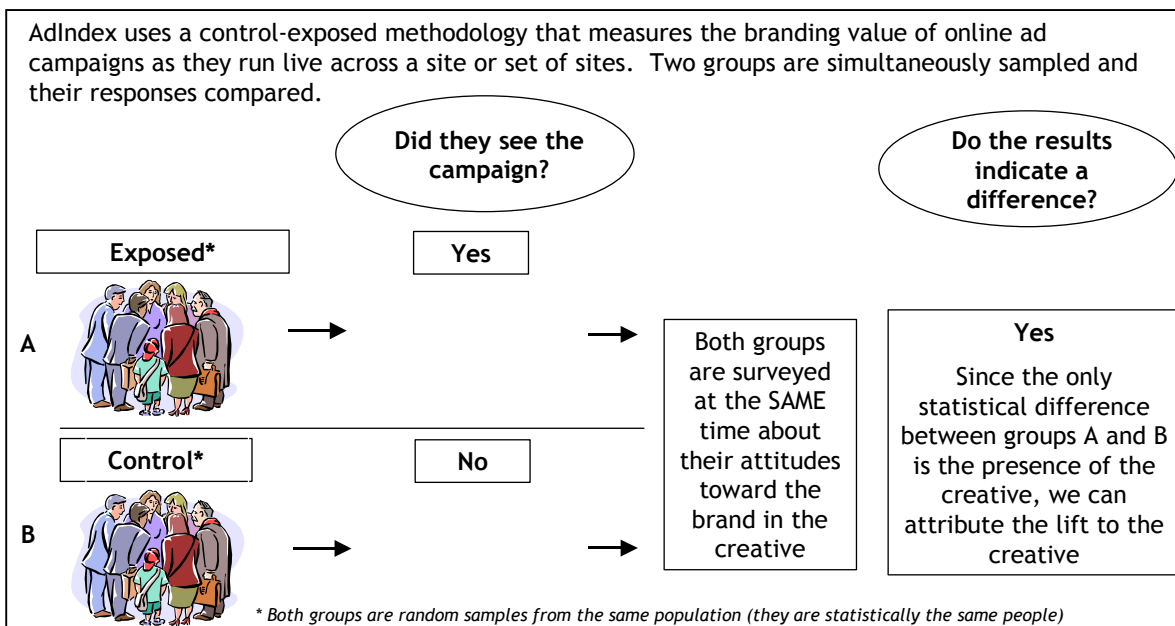 AdIndex uses a control-exposed methodology that measures the branding value of online ad
campaigns as they run live across a site or set of sites.  Two groups are simultaneously sampled and
their responses compared.
Did they see the
campaign?
Do the results
indicate a
difference?
Exposed*
Yes
A
Both groups
are surveyed
at the SAME
time about
their attitudes
toward the
brand in the
creative
Yes
Since the only
statistical difference
between groups A and B
is the presence of the
creative, we can
attribute the lift to the
creative
Control*
No
B
* Both groups are random samples from the same population (they are statistically the same people)